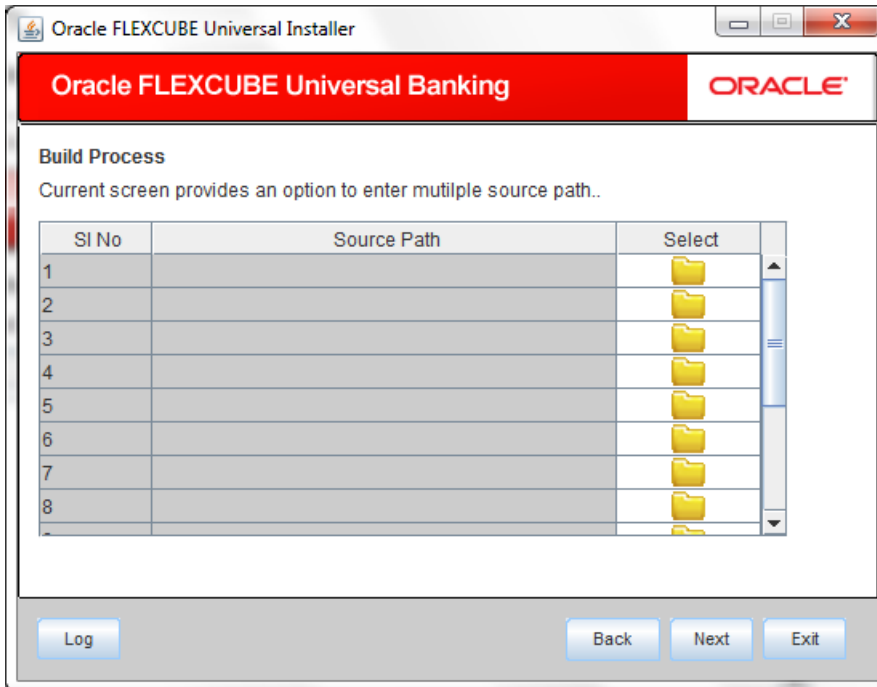 Oracle FLEXCUBE Universal Installer
Oracle FLEXCUBE Universal Banking
ORACLE
Build Process
Current screen provides an option to enter mutilple source path..
Sl No Source Path Select
1
2
3
4
5
6
7
8
Log Back Next Exit